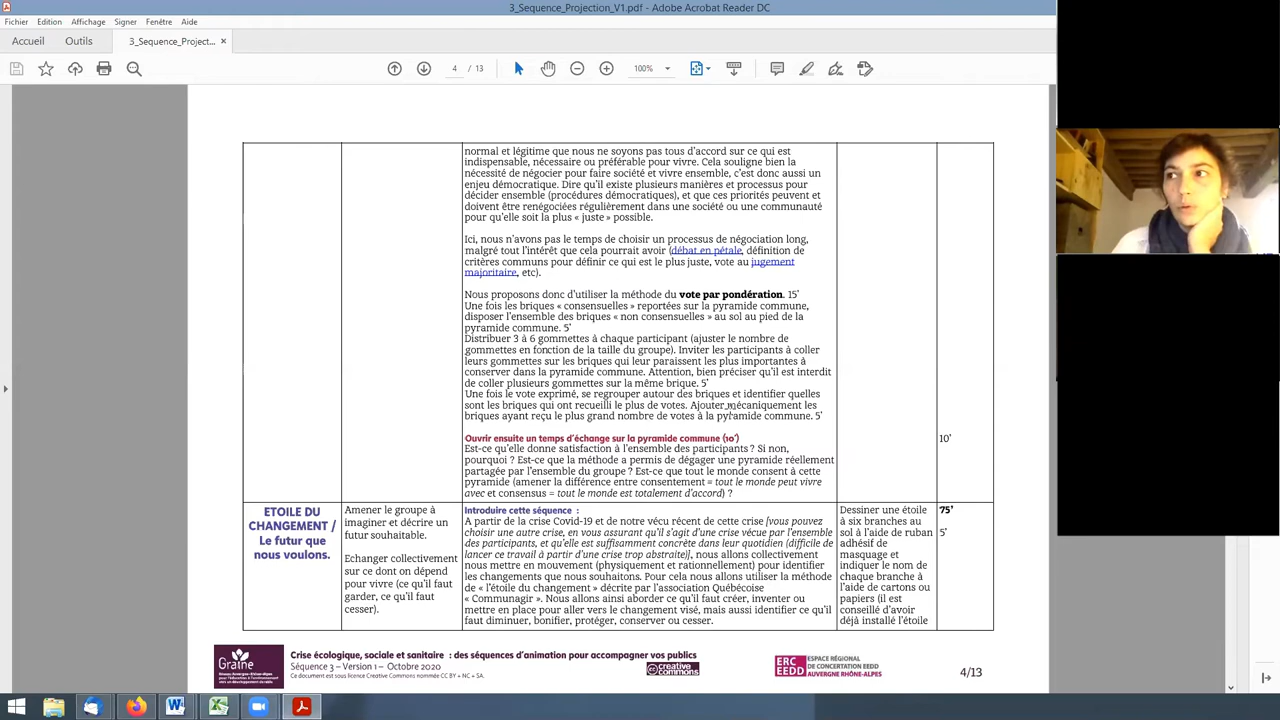 3_Sequence_Projection_V1.pdf - Adobe Acrobat Reader DC
Fichier Edition Affichage Signer Fenêtre Aide
Accueil Outils 3_Sequence_Project... ×
4 / 13 100%
normal et légitime que nous ne soyons pas tous d'accord sur ce qui est
indispensable, nécessaire ou préférable pour vivre. Cela souligne bien la
nécessité de négocier pour faire société et vivre ensemble, c'est donc aussi un
enjeu démocratique. Dire qu'il existe plusieurs manières et processus pour
décider ensemble (procédures démocratiques), et que ces priorités peuvent et
doivent être renégociées régulièrement dans une société ou une communauté
pour qu'elle soit la plus « juste » possible.
Ici, nous n'avons pas le temps de choisir un processus de négociation long,
malgré tout l'intérêt que cela pourrait avoir (débat en pétale, définition de
critères communs pour définir ce qui est le plus juste, vote au jugement
majoritaire, etc).
Nous proposons donc d'utiliser la méthode du vote par pondération. 15'
Une fois les briques « consensuelles » reportées sur la pyramide commune,
disposer l'ensemble des briques « non consensuelles » au sol au pied de la
pyramide commune. 5'
Distribuer 3 à 6 gommettes à chaque participant (ajuster le nombre de
gommettes en fonction de la taille du groupe). Inviter les participants à coller
leurs gommettes sur les briques qui leur paraissent les plus importantes à
conserver dans la pyramide commune. Attention, bien préciser qu'il est interdit
de coller plusieurs gommettes sur la même brique. 5'
Une fois le vote exprimé, se regrouper autour des briques et identifier quelles
sont les briques qui ont recueilli le plus de votes. Ajouter mécaniquement les
briques ayant reçu le plus grand nombre de votes à la pyramide commune. 5'
Ouvrir ensuite un temps d'échange sur la pyramide commune (10')
10'
Est-ce qu'elle donne satisfaction à l'ensemble des participants ? Si non,
pourquoi ? Est-ce que la méthode a permis de dégager une pyramide réellement
partagée par l'ensemble du groupe ? Est-ce que tout le monde consent à cette
pyramide (amener la différence entre consentement = tout le monde peut vivre
avec et consensus = tout le monde est totalement d'accord) ?
ETOILE DU
CHANGEMENT /
Le futur que
nous voulons.
Amener le groupe à
imaginer et décrire un
futur souhaitable.
Echanger collectivement
sur ce dont on dépend
pour vivre (ce qu'il faut
garder, ce qu'il faut
cesser).
Introduire cette séquence :
A partir de la crise Covid-19 et de notre vécu récent de cette crise [vous pouvez
choisir une autre crise, en vous assurant qu'il s'agit d'une crise vécue par l'ensemble
des participants, et qu'elle est suffisamment concrète dans leur quotidien (difficile de
lancer ce travail à partir d'une crise trop abstraite)], nous allons collectivement
nous mettre en mouvement (physiquement et rationnellement) pour identifier
les changements que nous souhaitons. Pour cela nous allons utiliser la méthode
de « l'étoile du changement » décrite par l'association Québécoise
« Communagir ». Nous allons ainsi aborder ce qu'il faut créer, inventer ou
mettre en place pour aller vers le changement visé, mais aussi identifier ce qu'il
faut diminuer, bonifier, protéger, conserver ou cesser.
Dessiner une étoile
à six branches au
sol à l'aide de ruban
adhésif de
masquage et
indiquer le nom de
chaque branche à
l'aide de cartons ou
papiers (il est
conseillé d'avoir
déjà installé l'étoile
75'
5'
Graine
Crise écologique, sociale et sanitaire : des séquences d'animation pour accompagner vos publics
Séquence 3 – Version 1 – Octobre 2020
Ce document est sous licence Creative Commons nommée CC BY + NC + SA.
creative commons
ERC EEDD
ESPACE RÉGIONAL
DE CONCERTATION EEDD
AUVERGNE RHÔNE-ALPES
4/13